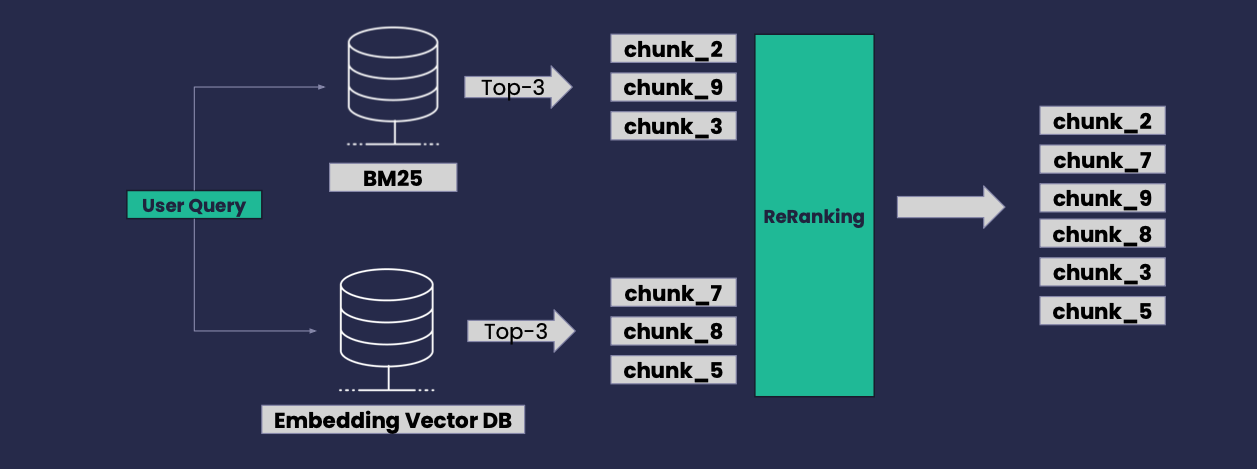 User Query
BM25
Top-3
chunk_2
chunk_9
chunk_3
Embedding Vector DB
Top-3
chunk_7
chunk_8
chunk_5
ReRanking
chunk_2
chunk_7
chunk_9
chunk_8
chunk_3
chunk_5